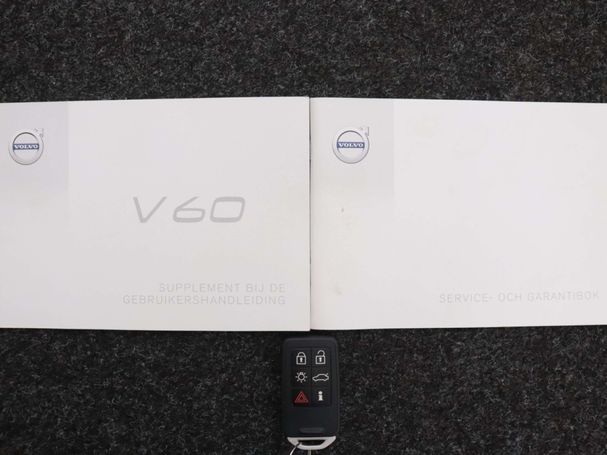 VOLVO
V60
SUPPLEMENT BIJ DE
GEBRUIKERSHANDLEIDING
VOLVO
SERVICE- OCH GARANTIBOK